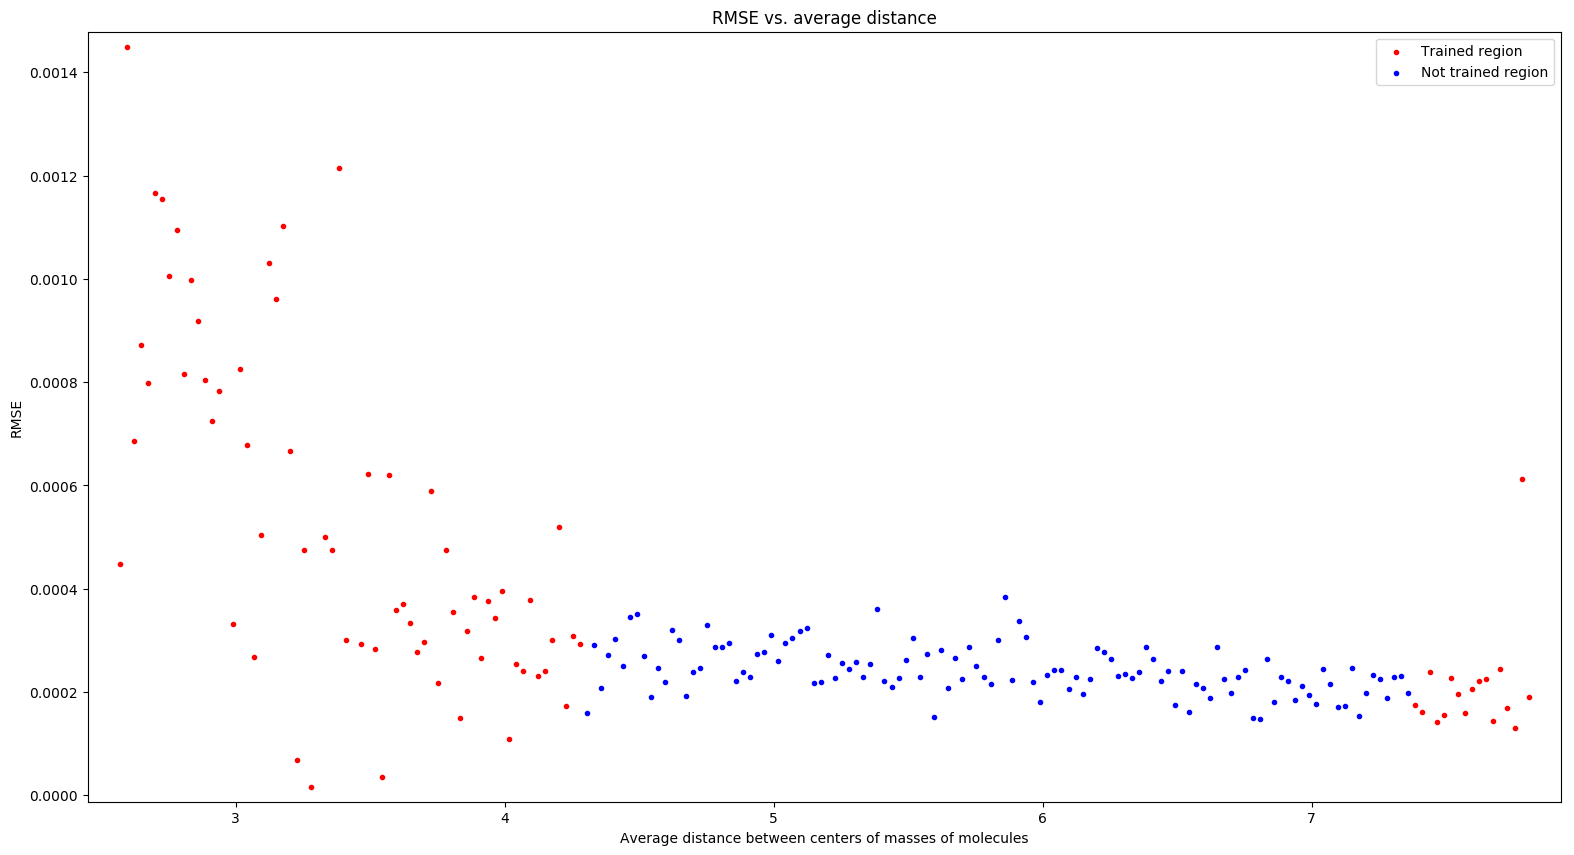 RMSE vs. average distance
Trained region
Not trained region
RMSE
0.0014
0.0012
0.0010
0.0008
0.0006
0.0004
0.0002
0.0000
3 4 5 6 7
Average distance between centers of masses of molecules